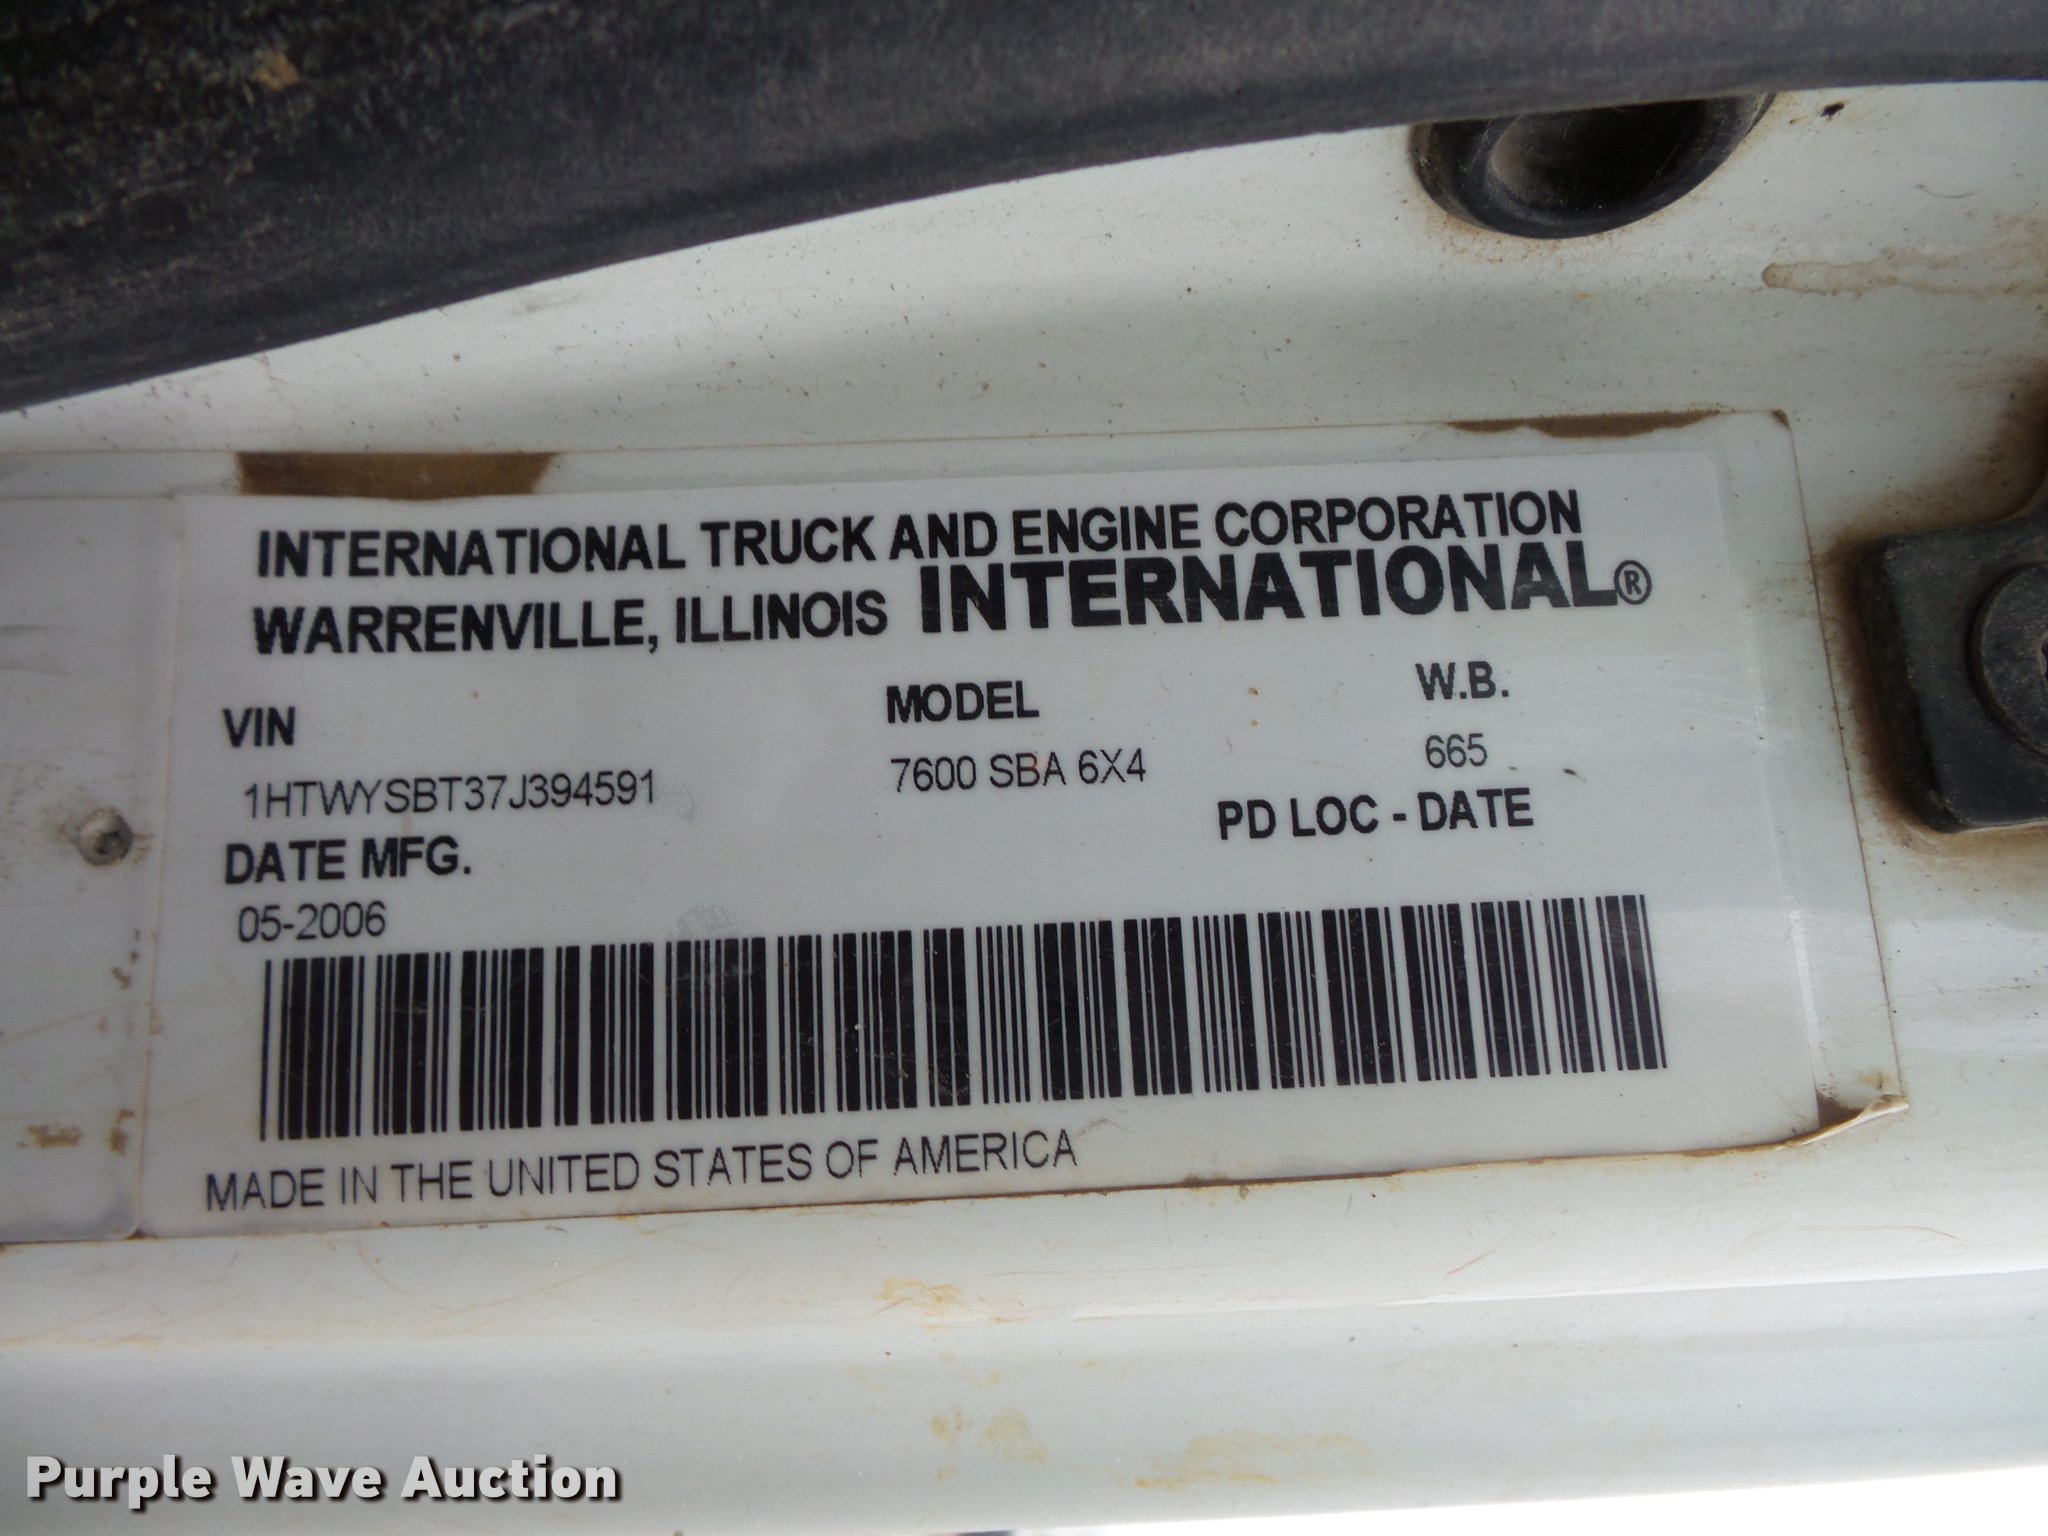 INTERNATIONAL TRUCK AND ENGINE CORPORATION
WARRENVILLE, ILLINOIS INTERNATIONAL®
VIN MODEL W.B.
1HTWYSBT37J394591 7600 SBA 6X4 665
DATE MFG. PD LOC - DATE
05-2006
MADE IN THE UNITED STATES OF AMERICA
Purple Wave Auction